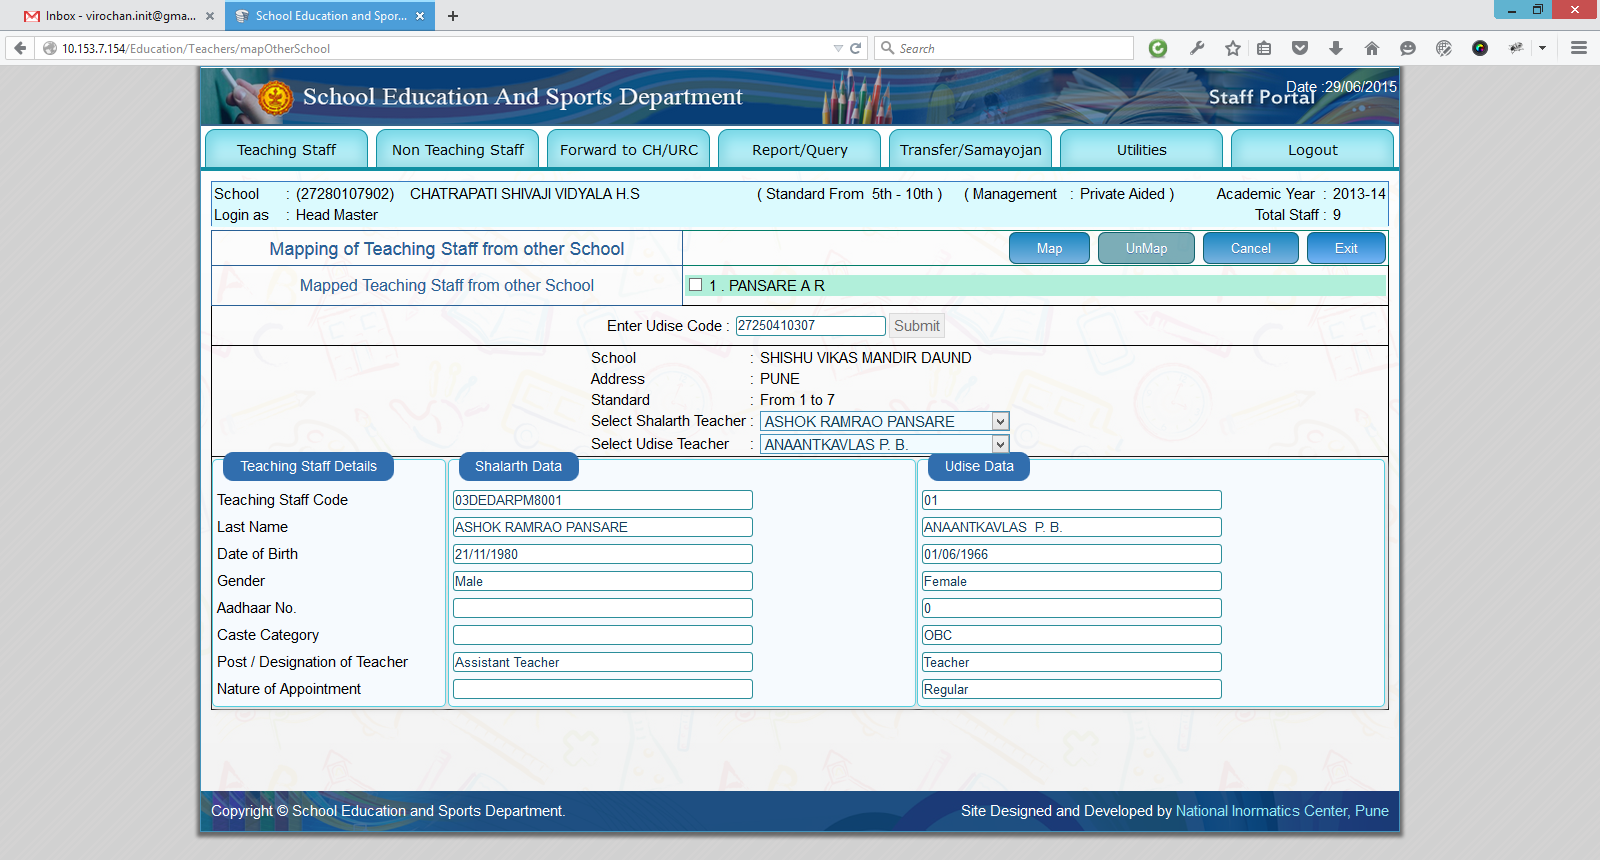 Inbox - virochan.init@gma...
School Education and Spor...
10.153.7.154/Education/Teachers/mapOtherSchool
Search
School Education And Sports Department
Date :29/06/2015
Staff Portal
Teaching Staff
Non Teaching Staff
Forward to CH/URC
Report/Query
Transfer/Samayojan
Utilities
Logout
School : (27280107902) CHATRAPATI SHIVAJI VIDYALA H.S ( Standard From 5th - 10th ) ( Management : Private Aided ) Academic Year : 2013-14
Login as : Head Master Total Staff : 9
Mapping of Teaching Staff from other School
Map UnMap Cancel Exit
Mapped Teaching Staff from other School
1 . PANSARE A R
Enter Udise Code : 27250410307 Submit
School : SHISHU VIKAS MANDIR DAUND
Address : PUNE
Standard : From 1 to 7
Select Shalarth Teacher : ASHOK RAMRAO PANSARE
Select Udise Teacher : ANAANTKAVLAS P. B.
Teaching Staff Details Shalarth Data Udise Data
Teaching Staff Code 03DEDARPM8001 01
Last Name ASHOK RAMRAO PANSARE ANAANTKAVLAS P. B.
Date of Birth 21/11/1980 01/06/1966
Gender Male Female
Aadhaar No. 0
Caste Category OBC
Post / Designation of Teacher Assistant Teacher Teacher
Nature of Appointment Regular
Copyright © School Education and Sports Department.
Site Designed and Developed by National Inormatics Center, Pune